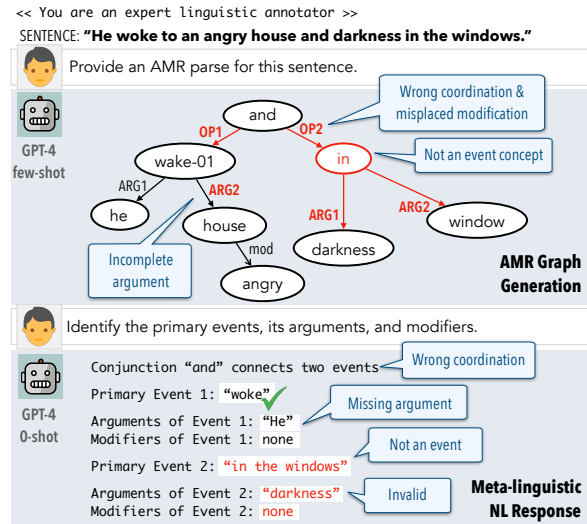 << You are an expert linguistic annotator >>
SENTENCE: “He woke to an angry house and darkness in the windows.”
Provide an AMR parse for this sentence.
GPT-4
few-shot
and
Wrong coordination &
misplaced modification
OP1
OP2
wake-01
in
Not an event concept
ARG1
ARG2
he
house
ARG1
ARG2
darkness
window
Incomplete
argument
mod
angry
AMR Graph
Generation
Identify the primary events, its arguments, and modifiers.
GPT-4
0-shot
Conjunction “and” connects two events
Wrong coordination
Primary Event 1: “woke”
Missing argument
Arguments of Event 1: “He”
Modifiers of Event 1: none
Not an event
Primary Event 2: “in the windows”
Arguments of Event 2: “darkness”
Invalid
Modifiers of Event 2: none
Meta-linguistic
NL Response